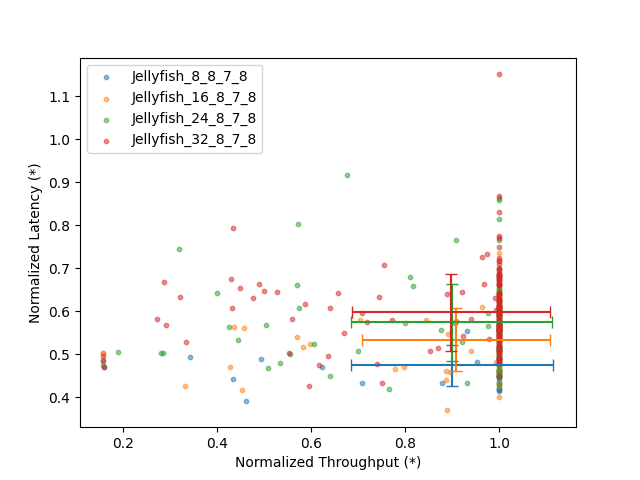 Jellyfish_8_8_7_8
Jellyfish_16_8_7_8
Jellyfish_24_8_7_8
Jellyfish_32_8_7_8
1.1
1.0
0.9
0.8
0.7
0.6
0.5
0.4
Normalized Latency (*)
0.2 0.4 0.6 0.8 1.0
Normalized Throughput (*)